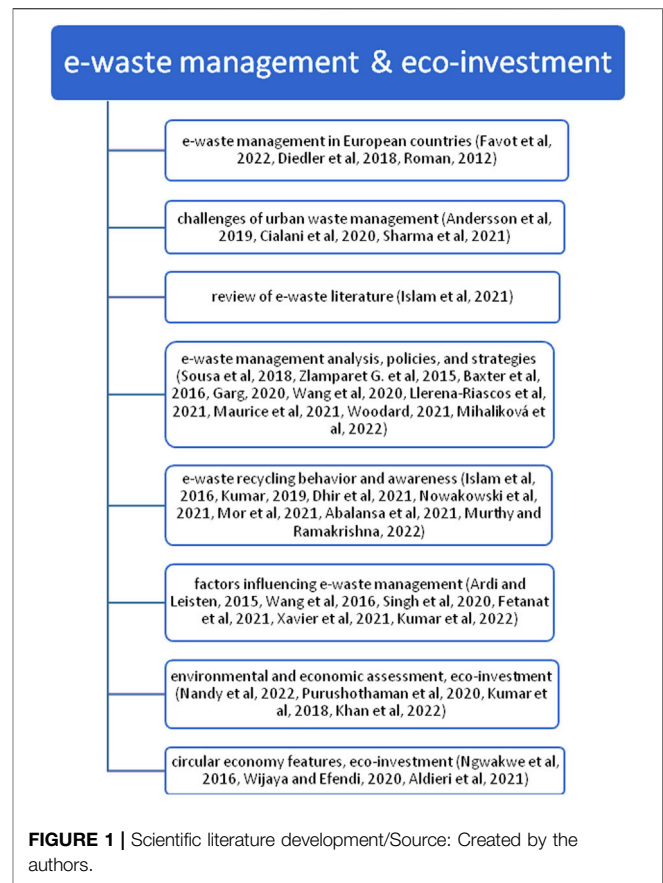 e-waste management & eco-investment
e-waste management in European countries (Favot et al,
2022, Diedler et al, 2018, Roman, 2012)
challenges of urban waste management (Andersson et al,
2019, Cialani et al, 2020, Sharma et al, 2021)
review of e-waste literature (Islam et al, 2021)
e-waste management analysis, policies, and strategies
(Sousa et al, 2018, Zlamparet G. et al, 2015, Baxter et al,
2016, Garg, 2020, Wang et al, 2020, Llerena-Riascos et al,
2021, Maurice et al, 2021, Woodard, 2021, Mihaliková et
al, 2022)
e-waste recycling behavior and awareness (Islam et al,
2016, Kumar, 2019, Dhir et al, 2021, Nowakowski et al,
2021, Mor et al, 2021, Abalansa et al, 2021, Murthy and
Ramakrishna, 2022)
factors influencing e-waste management (Ardi and
Leisten, 2015, Wang et al, 2016, Singh et al, 2020, Fetanat
et al, 2021, Xavier et al, 2021, Kumar et al, 2022)
environmental and economic assessment, eco-investment
(Nandy et al, 2022, Purushothaman et al, 2020, Kumar et
al, 2018, Khan et al, 2022)
circular economy features, eco-investment (Ngwakwe et al,
2016, Wijaya and Efendi, 2020, Aldieri et al, 2021)
FIGURE 1 | Scientific literature development/Source: Created by the
authors.